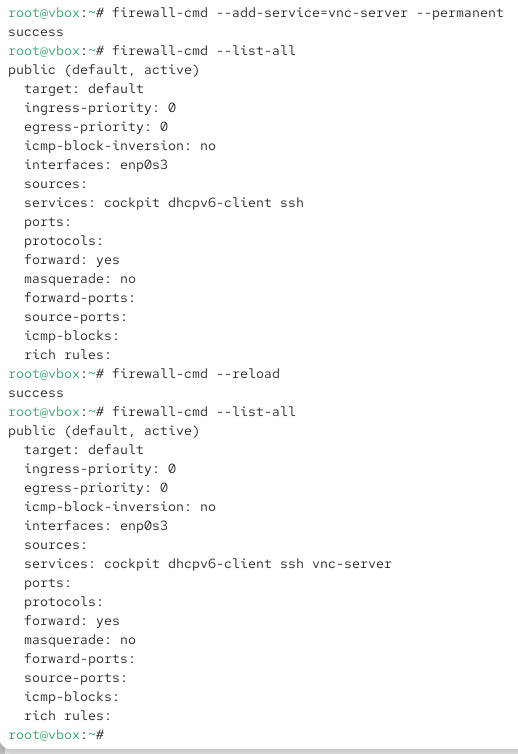 root@vbox:~# firewall-cmd --add-service=vnc-server --permanent
success
root@vbox:~# firewall-cmd --list-all
public (default, active)
  target: default
  ingress-priority: 0
  egress-priority: 0
  icmp-block-inversion: no
  interfaces: enp0s3
  sources:
  services: cockpit dhcpv6-client ssh
  ports:
  protocols:
  forward: yes
  masquerade: no
  forward-ports:
  source-ports:
  icmp-blocks:
  rich rules:
root@vbox:~# firewall-cmd --reload
success
root@vbox:~# firewall-cmd --list-all
public (default, active)
  target: default
  ingress-priority: 0
  egress-priority: 0
  icmp-block-inversion: no
  interfaces: enp0s3
  sources:
  services: cockpit dhcpv6-client ssh vnc-server
  ports:
  protocols:
  forward: yes
  masquerade: no
  forward-ports:
  source-ports:
  icmp-blocks:
  rich rules:
root@vbox:~#